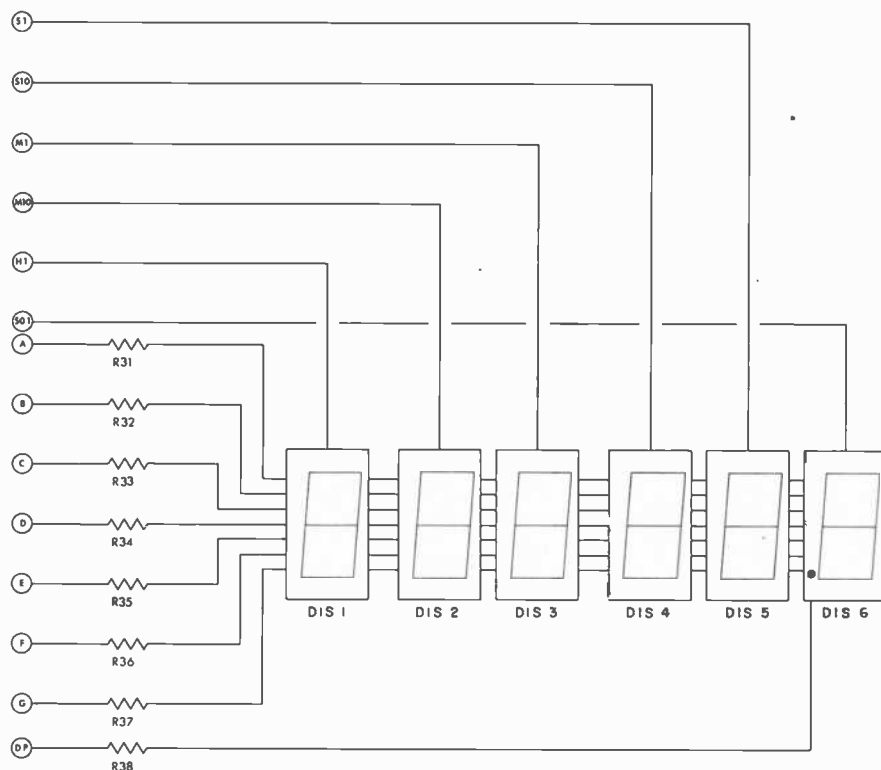 S1
S10
M1
M10
H1
S01
A
R31
B
R32
C
R33
D
R34
E
R35
F
R36
G
R37
DP
R38
DIS 1
DIS 2
DIS 3
DIS 4
DIS 5
DIS 6